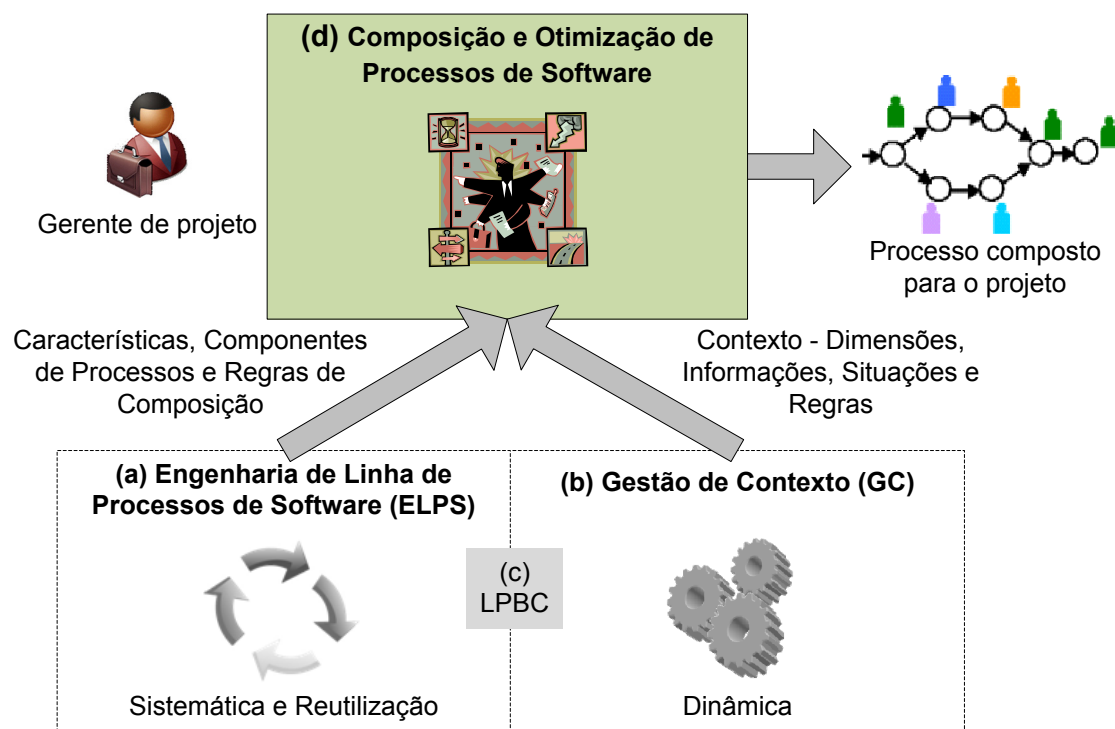 (d) Composição e Otimização de
Processos de Software
Gerente de projeto
Processo composto
para o projeto
Características, Componentes
de Processos e Regras de
Composição
Contexto - Dimensões,
Informações, Situações e
Regras
(a) Engenharia de Linha de
Processos de Software (ELPS)
(b) Gestão de Contexto (GC)
(c)
LPBC
Sistemática e Reutilização
Dinâmica